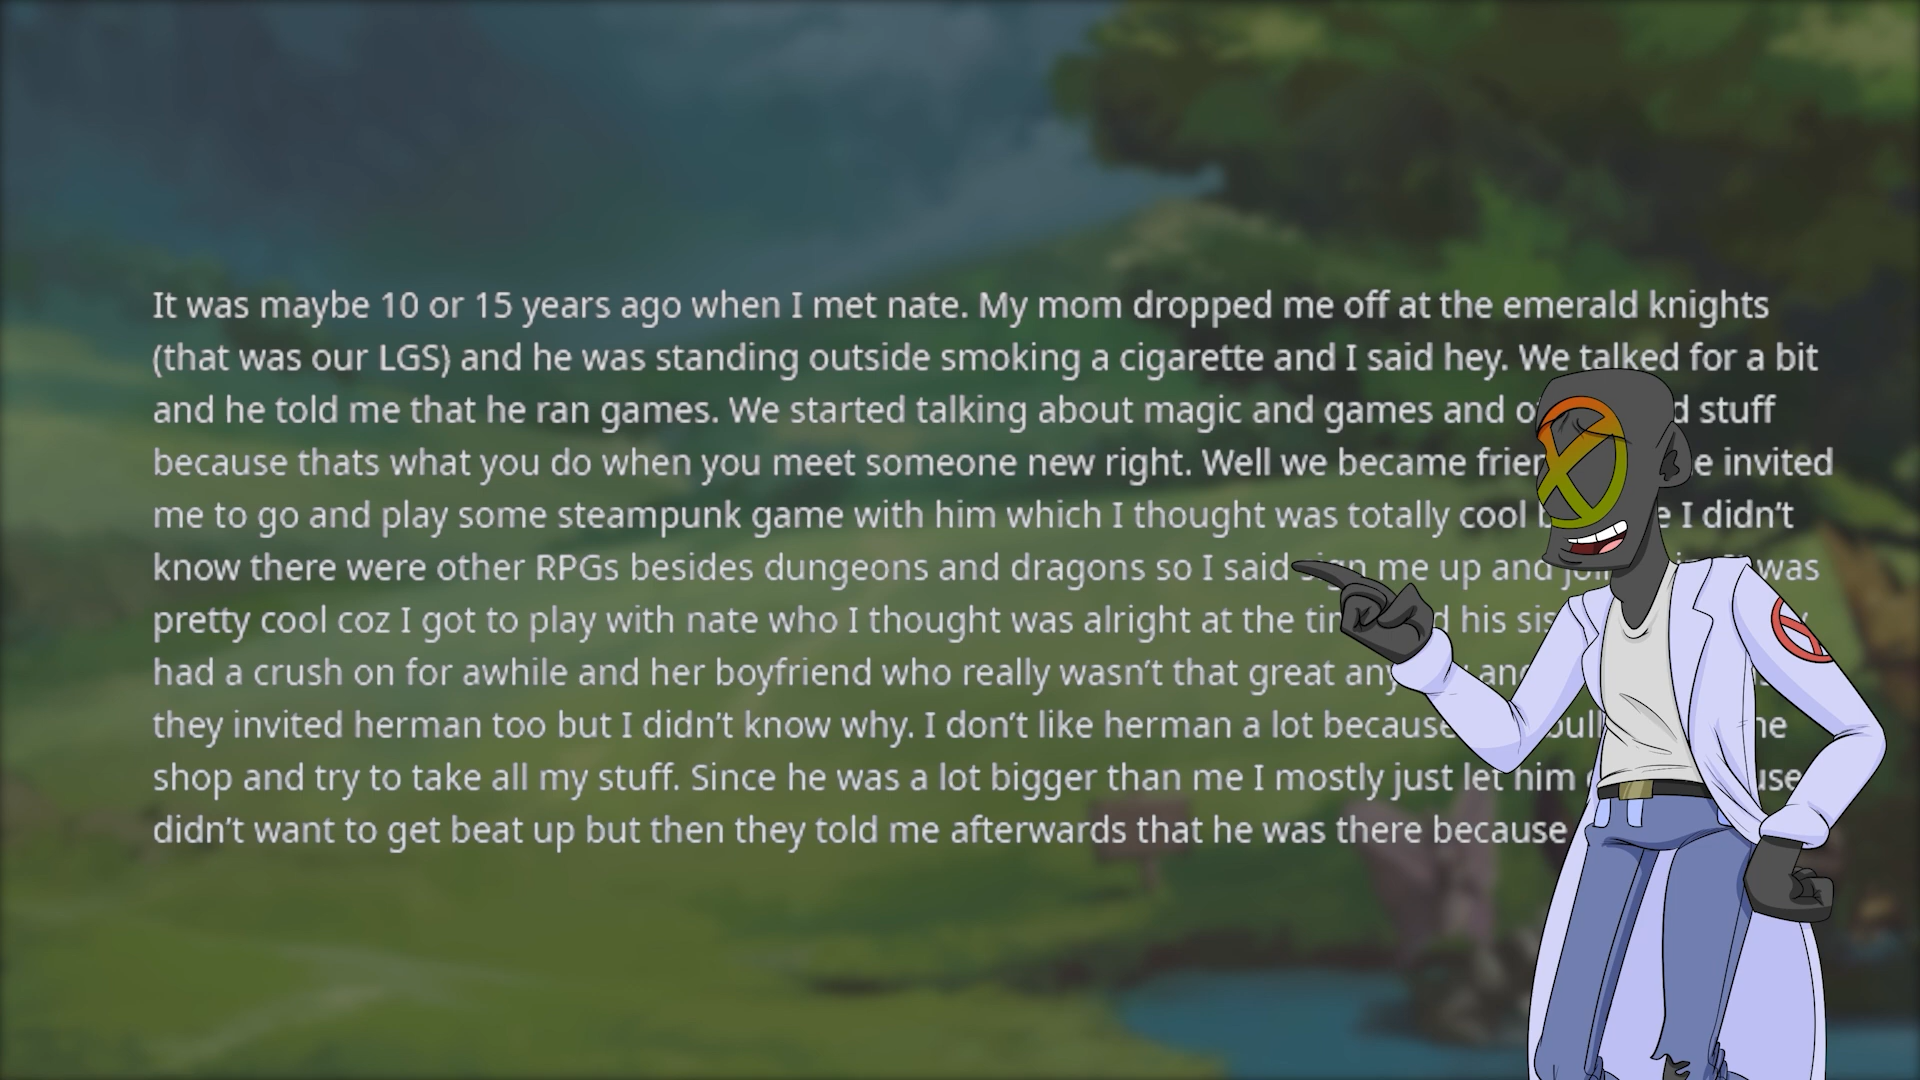 It was maybe 10 or 15 years ago when I met nate. My mom dropped me off at the emerald knights
(that was our LGS) and he was standing outside smoking a cigarette and I said hey. We talked for a bit
and he told me that he ran games. We started talking about magic and games and stuff
because thats what you do when you meet someone new right. Well we became invited
me to go and play some steampunk game with him which I thought was totally cool I didn't
know there were other RPGs besides dungeons and dragons so I said sign me up and was
pretty cool coz I got to play with nate who I thought was alright at the his
had a crush on for awhile and her boyfriend who really wasn't that great
they invited herman too but I didn't know why. I don't like herman a lot because
shop and try to take all my stuff. Since he was a lot bigger than me I mostly just let him
didn't want to get beat up but then they told me afterwards that he was there because